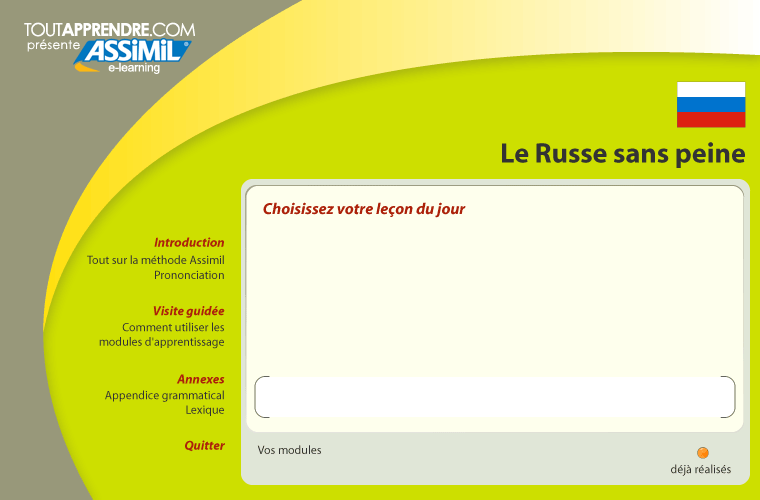 TOUTAPPRENDRE.COM
présente ASSiMiL®
e-learning
Le Russe sans peine
Choisissez votre leçon du jour
Introduction
Tout sur la méthode Assimil
Prononciation
Visite guidée
Comment utiliser les
modules d'apprentissage
Annexes
Appendice grammatical
Lexique
Quitter
Vos modules
déjà réalisés